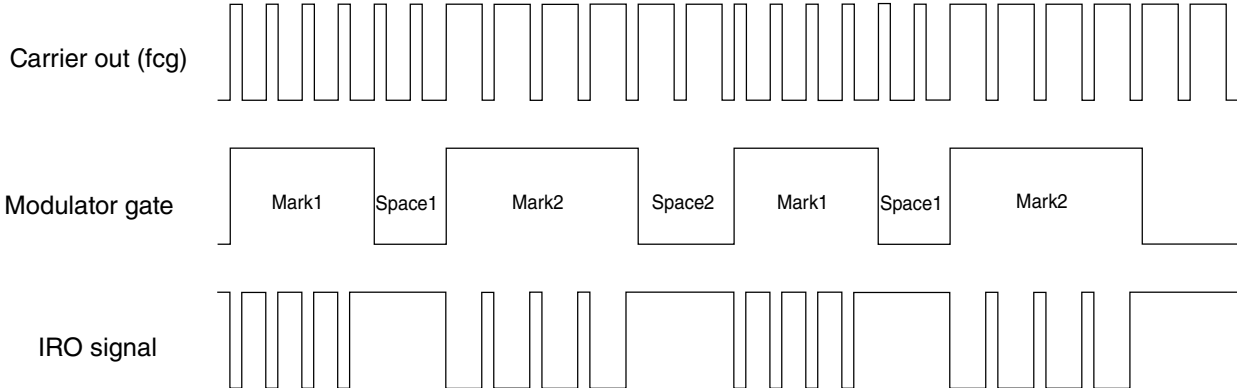 Carrier out (fcg)
Modulator gate
Mark1
Space1
Mark2
Space2
Mark1
Space1
Mark2
IRO signal